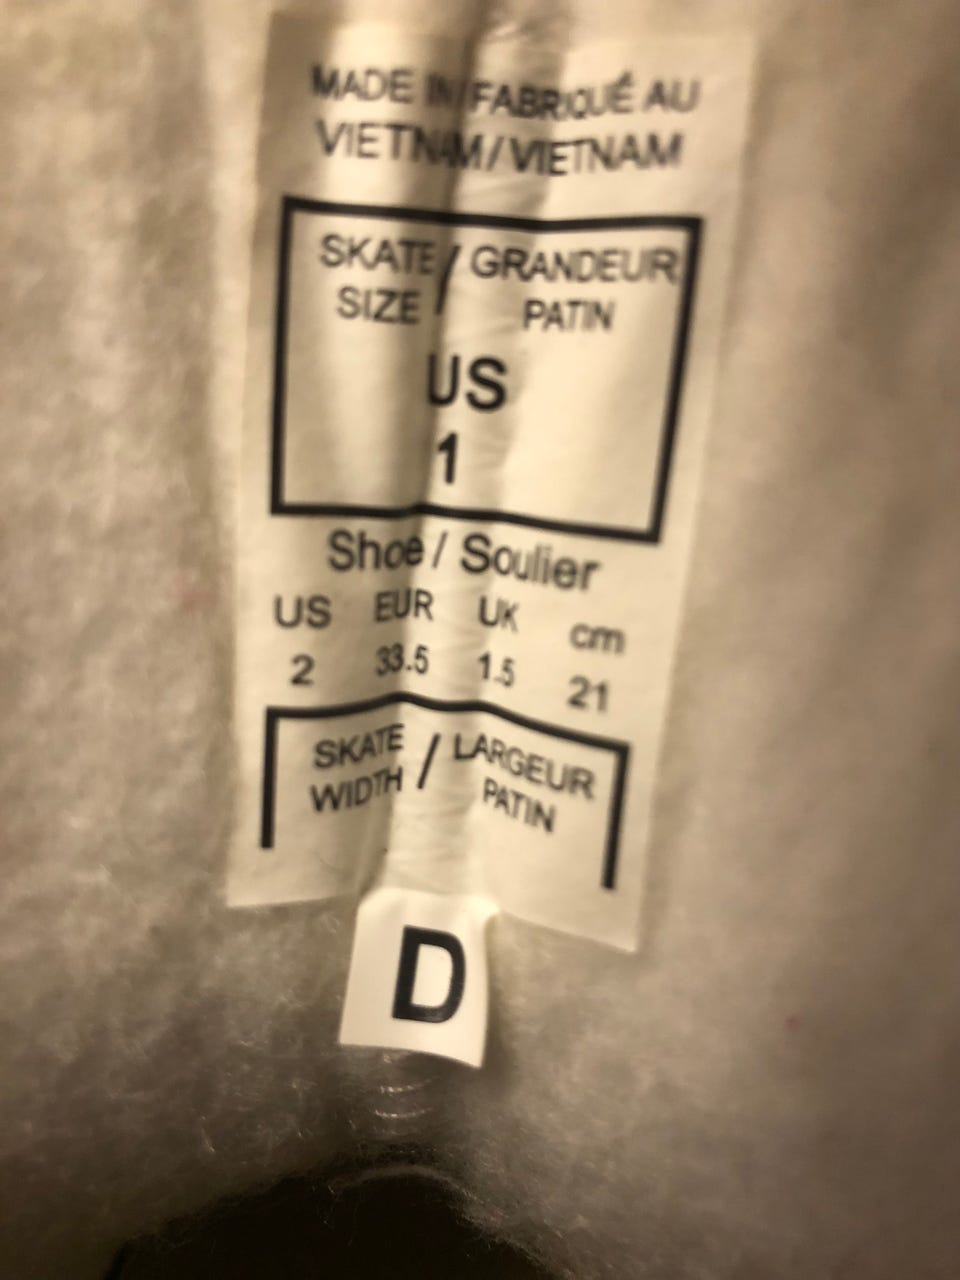 MADE IN/FABRIQUÉ AU
VIETNAM/VIETNAM
SKATE / GRANDEUR
SIZE / PATIN
US
1
Shoe / Soulier
US EUR UK cm
2 33.5 1.5 21
SKATE / LARGEUR
WIDTH / PATIN
D